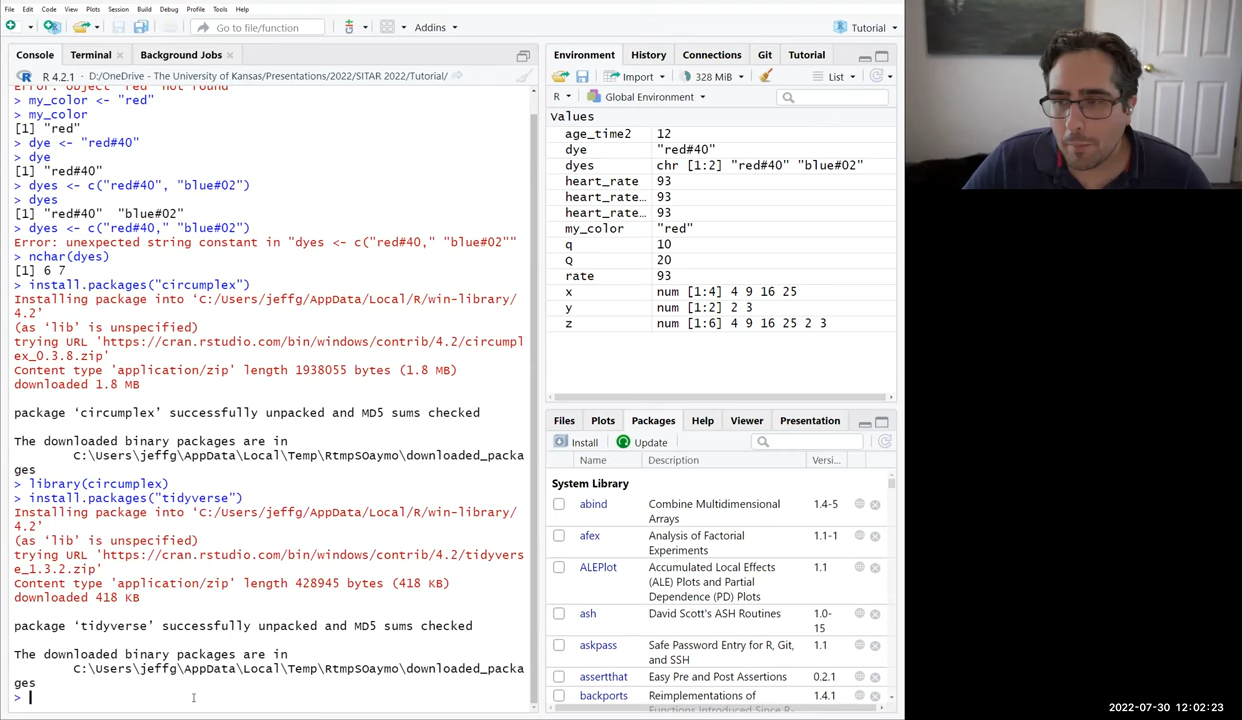 File Edit Code View Plots Session Build Debug Profile Tools Help
Go to file/function Addins Tutorial
Console Terminal Background Jobs
R 4.2.1 · D:/OneDrive - The University of Kansas/Presentations/2022/SITAR 2022/Tutorial/
Error: object 'red' not found
> my_color <- "red"
> my_color
[1] "red"
> dye <- "red#40"
> dye
[1] "red#40"
> dyes <- c("red#40", "blue#02")
> dyes
[1] "red#40"  "blue#02"
> dyes <- c("red#40," "blue#02")
Error: unexpected string constant in "dyes <- c("red#40," "blue#02""
> nchar(dyes)
[1] 6 7
> install.packages("circumplex")
Installing package into ‘C:/Users/jeffg/AppData/Local/R/win-library/
4.2’
(as ‘lib’ is unspecified)
trying URL 'https://cran.rstudio.com/bin/windows/contrib/4.2/circumpl
ex_0.3.8.zip'
Content type 'application/zip' length 1938055 bytes (1.8 MB)
downloaded 1.8 MB
package ‘circumplex’ successfully unpacked and MD5 sums checked
The downloaded binary packages are in
C:\Users\jeffg\AppData\Local\Temp\RtmpSOaymo\downloaded_packa
ges
> library(circumplex)
> install.packages("tidyverse")
Installing package into ‘C:/Users/jeffg/AppData/Local/R/win-library/
4.2’
(as ‘lib’ is unspecified)
trying URL 'https://cran.rstudio.com/bin/windows/contrib/4.2/tidyvers
e_1.3.2.zip'
Content type 'application/zip' length 428945 bytes (418 KB)
downloaded 418 KB
package ‘tidyverse’ successfully unpacked and MD5 sums checked
The downloaded binary packages are in
C:\Users\jeffg\AppData\Local\Temp\RtmpSOaymo\downloaded_packa
ges
>
Environment History Connections Git Tutorial
Import 328 MiB List
R Global Environment
Values
age_time2 12
dye "red#40"
dyes chr [1:2] "red#40" "blue#02"
heart_rate 93
heart_rate… 93
heart_rate… 93
my_color "red"
q 10
Q 20
rate 93
x num [1:4] 4 9 16 25
y num [1:2] 2 3
z num [1:6] 4 9 16 25 2 3
Files Plots Packages Help Viewer Presentation
Install Update
Name Description Versi…
System Library
abind Combine Multidimensional 1.4-5
Arrays
afex Analysis of Factorial 1.1-1
Experiments
ALEPlot Accumulated Local Effects 1.1
(ALE) Plots and Partial
Dependence (PD) Plots
ash David Scott's ASH Routines 1.0-
15
askpass Safe Password Entry for R, Git, 1.1
and SSH
assertthat Easy Pre and Post Assertions 0.2.1
backports Reimplementations of 1.4.1
Functions Introduced Since R-
2022-07-30 12:02:23